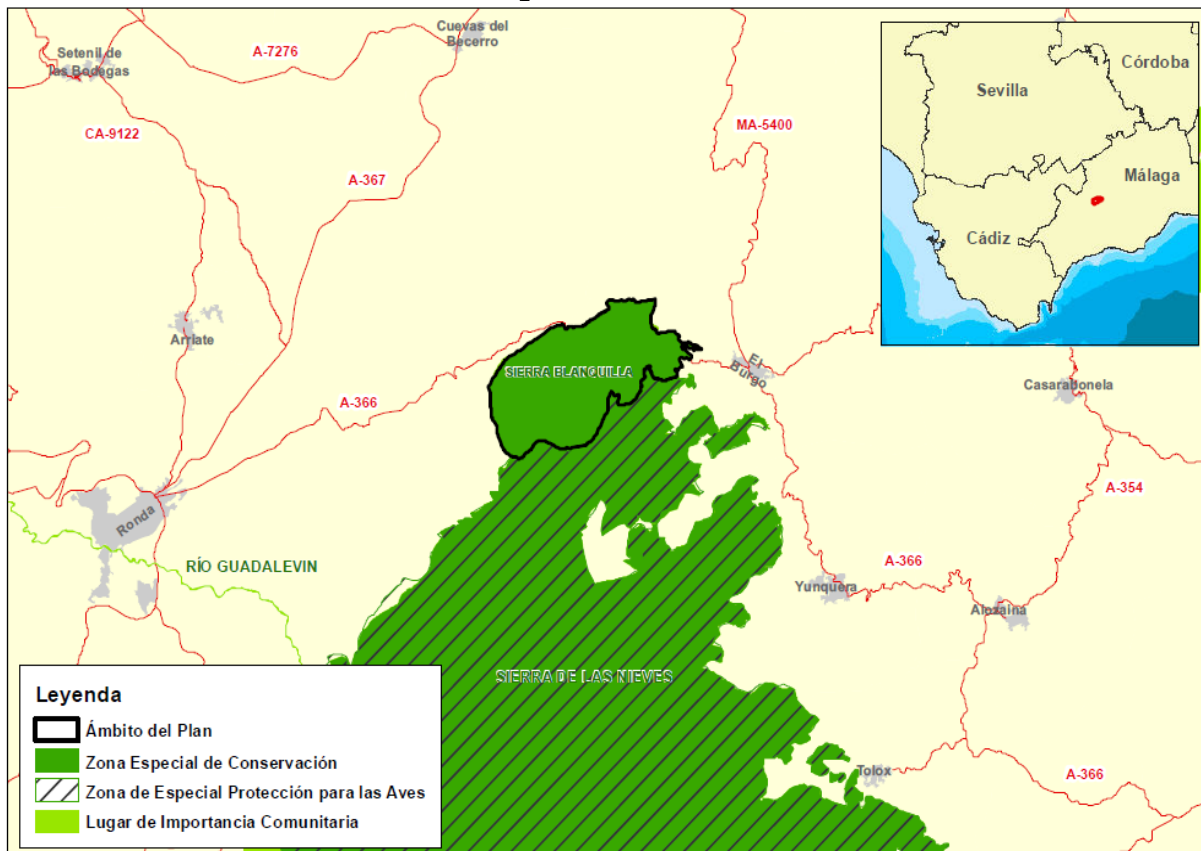 Cuevas del
Becerro
Setenil de
las Bodegas
A-7276
CA-9122
A-367
MA-5400
Arriate
A-366
SIERRA BLANQUILLA
El
Burgo
Casarabonela
A-354
Ronda
RÍO GUADALEVIN
A-366
Yunquera
Alozaina
SIERRA DE LAS NIEVES
Tolox
A-366
Córdoba
Sevilla
Málaga
Cádiz
Leyenda
Ámbito del Plan
Zona Especial de Conservación
Zona de Especial Protección para las Aves
Lugar de Importancia Comunitaria